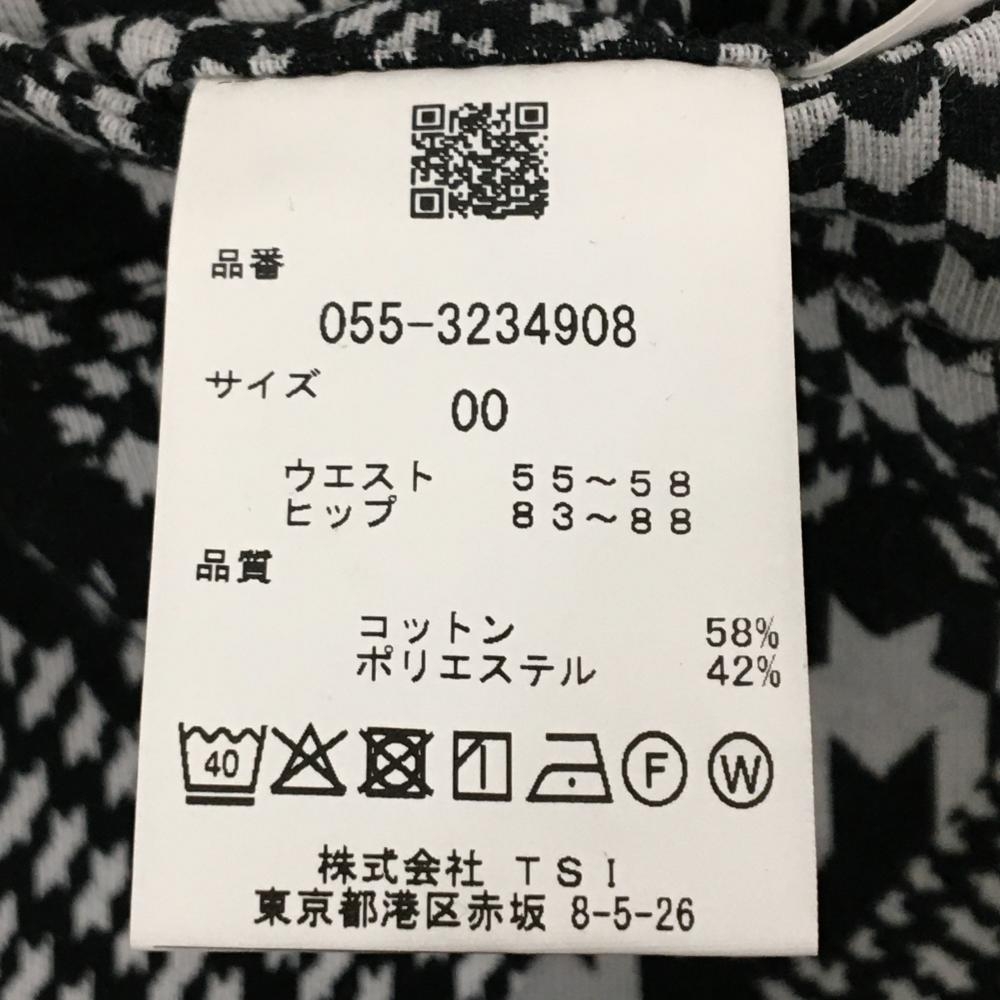 品番
055-3234908
サイズ
00
ウエスト 55～58
ヒップ 83～88
品質
コットン 58%
ポリエステル 42%
40 F W
株式会社 TSI
東京都港区赤坂 8-5-26